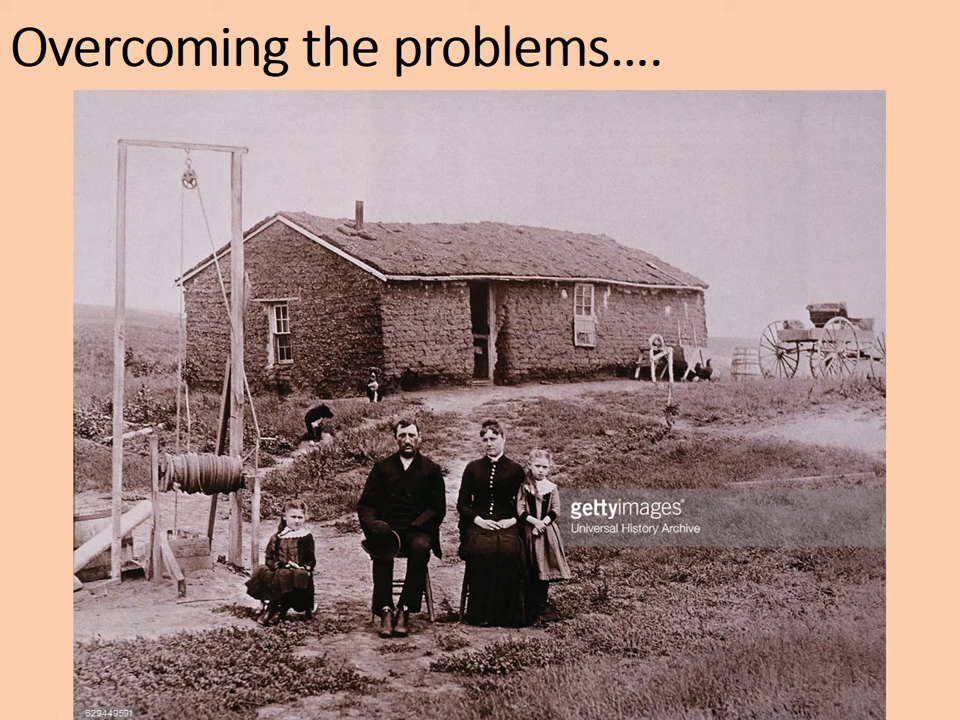 Overcoming the problems….
gettyimages®
Universal History Archive
629449591